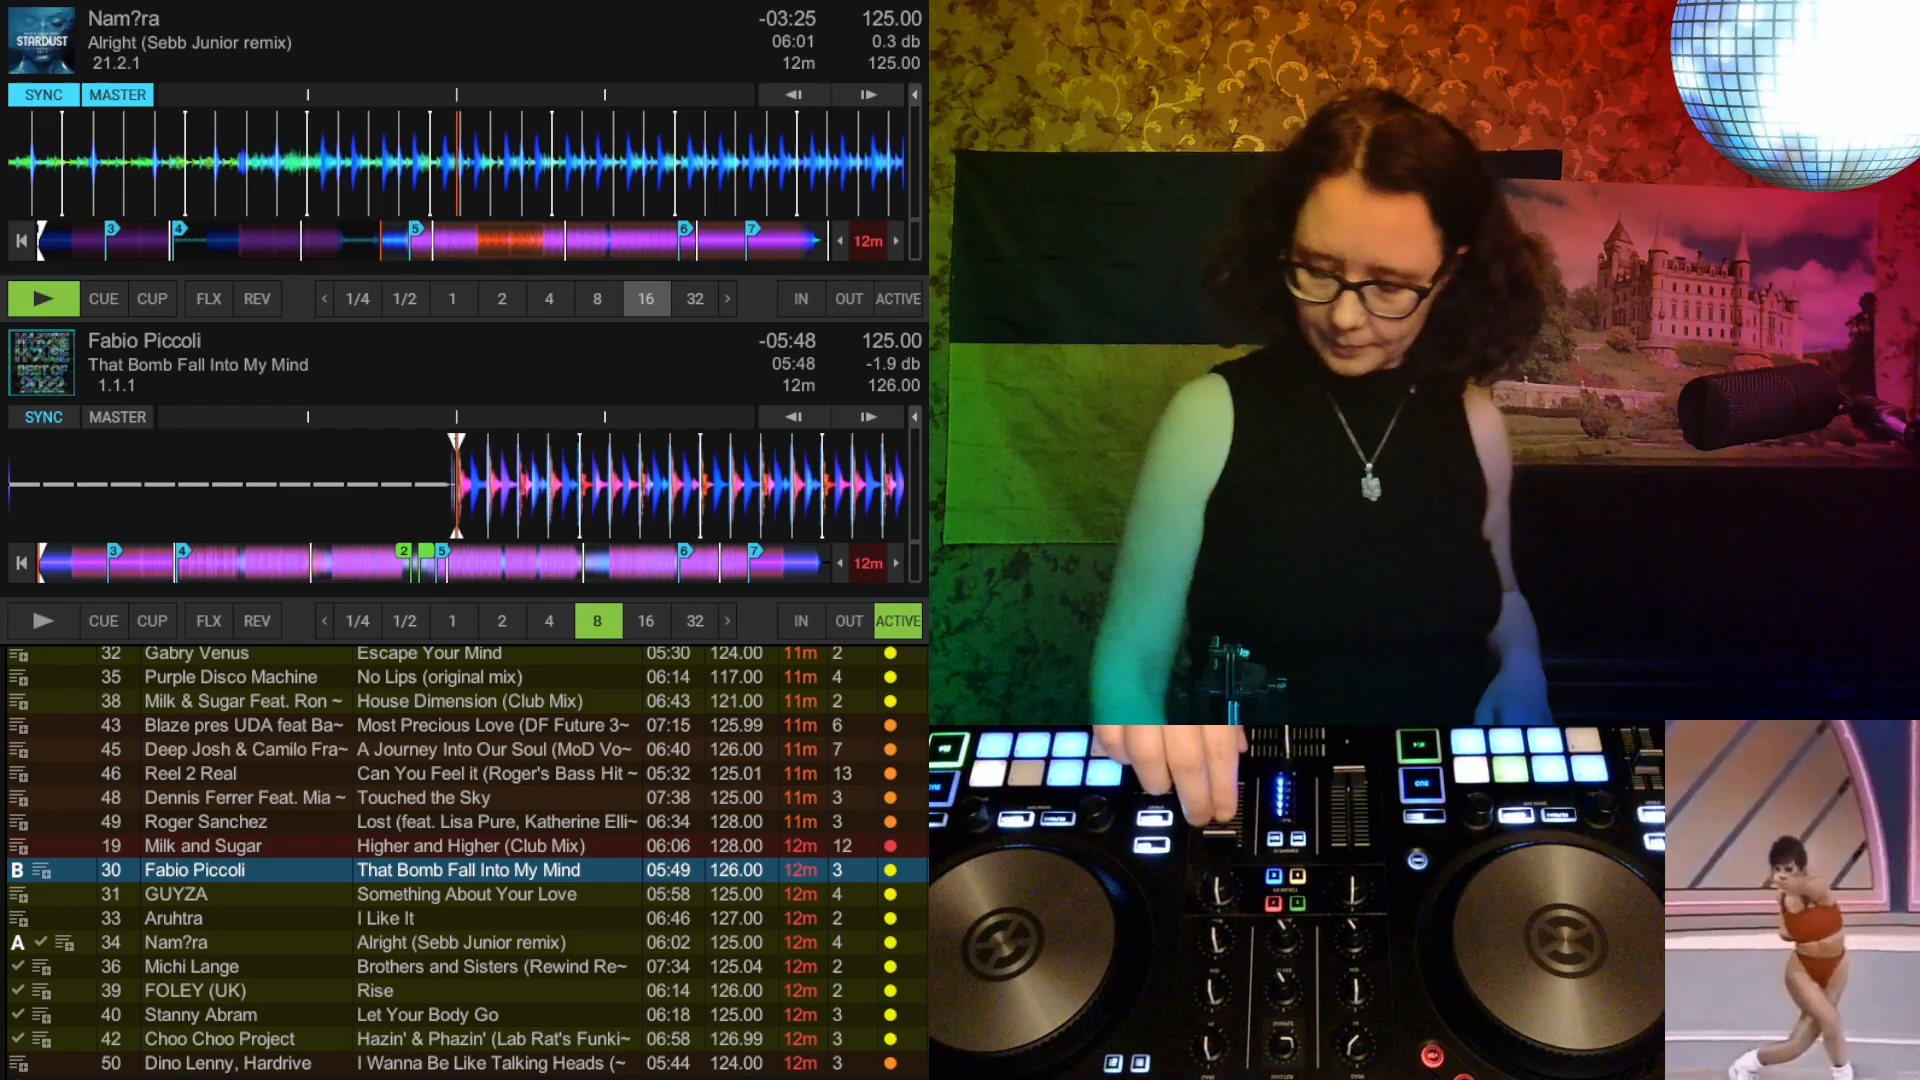 Nam?ra -03:25 125.00
STARDUST
Alright (Sebb Junior remix) 06:01 0.3 db
21.2.1 12m 125.00
SYNC MASTER
3 4 5 6 7 12m
CUE CUP FLX REV 1/4 1/2 1 2 4 8 16 32 IN OUT ACTIVE
Fabio Piccoli -05:48 125.00
HOUSE
BEST OF
2022
That Bomb Fall Into My Mind 05:48 -1.9 db
1.1.1 12m 126.00
SYNC MASTER
3 4 2 5 6 7 12m
CUE CUP FLX REV 1/4 1/2 1 2 4 8 16 32 IN OUT ACTIVE
32 Gabry Venus Escape Your Mind 05:30 124.00 11m 2
35 Purple Disco Machine No Lips (original mix) 06:14 117.00 11m 4
38 Milk & Sugar Feat. Ron ~ House Dimension (Club Mix) 06:43 121.00 11m 2
43 Blaze pres UDA feat Ba~ Most Precious Love (DF Future 3~ 07:15 125.99 11m 6
45 Deep Josh & Camilo Fra~ A Journey Into Our Soul (MoD Vo~ 06:40 126.00 11m 7
46 Reel 2 Real Can You Feel it (Roger's Bass Hit ~ 05:32 125.01 11m 13
48 Dennis Ferrer Feat. Mia ~ Touched the Sky 07:38 125.00 11m 3
49 Roger Sanchez Lost (feat. Lisa Pure, Katherine Elli~ 06:34 128.00 11m 3
19 Milk and Sugar Higher and Higher (Club Mix) 06:06 128.00 12m 12
B 30 Fabio Piccoli That Bomb Fall Into My Mind 05:49 126.00 12m 3
31 GUYZA Something About Your Love 05:58 125.00 12m 4
33 Aruhtra I Like It 06:46 127.00 12m 2
A 34 Nam?ra Alright (Sebb Junior remix) 06:02 125.00 12m 4
36 Michi Lange Brothers and Sisters (Rewind Re~ 07:34 125.04 12m 2
39 FOLEY (UK) Rise 06:14 126.00 12m 2
40 Stanny Abram Let Your Body Go 06:18 125.00 12m 3
42 Choo Choo Project Hazin' & Phazin' (Lab Rat's Funki~ 06:58 126.99 12m 3
50 Dino Lenny, Hardrive I Wanna Be Like Talking Heads (~ 05:44 124.00 12m 3